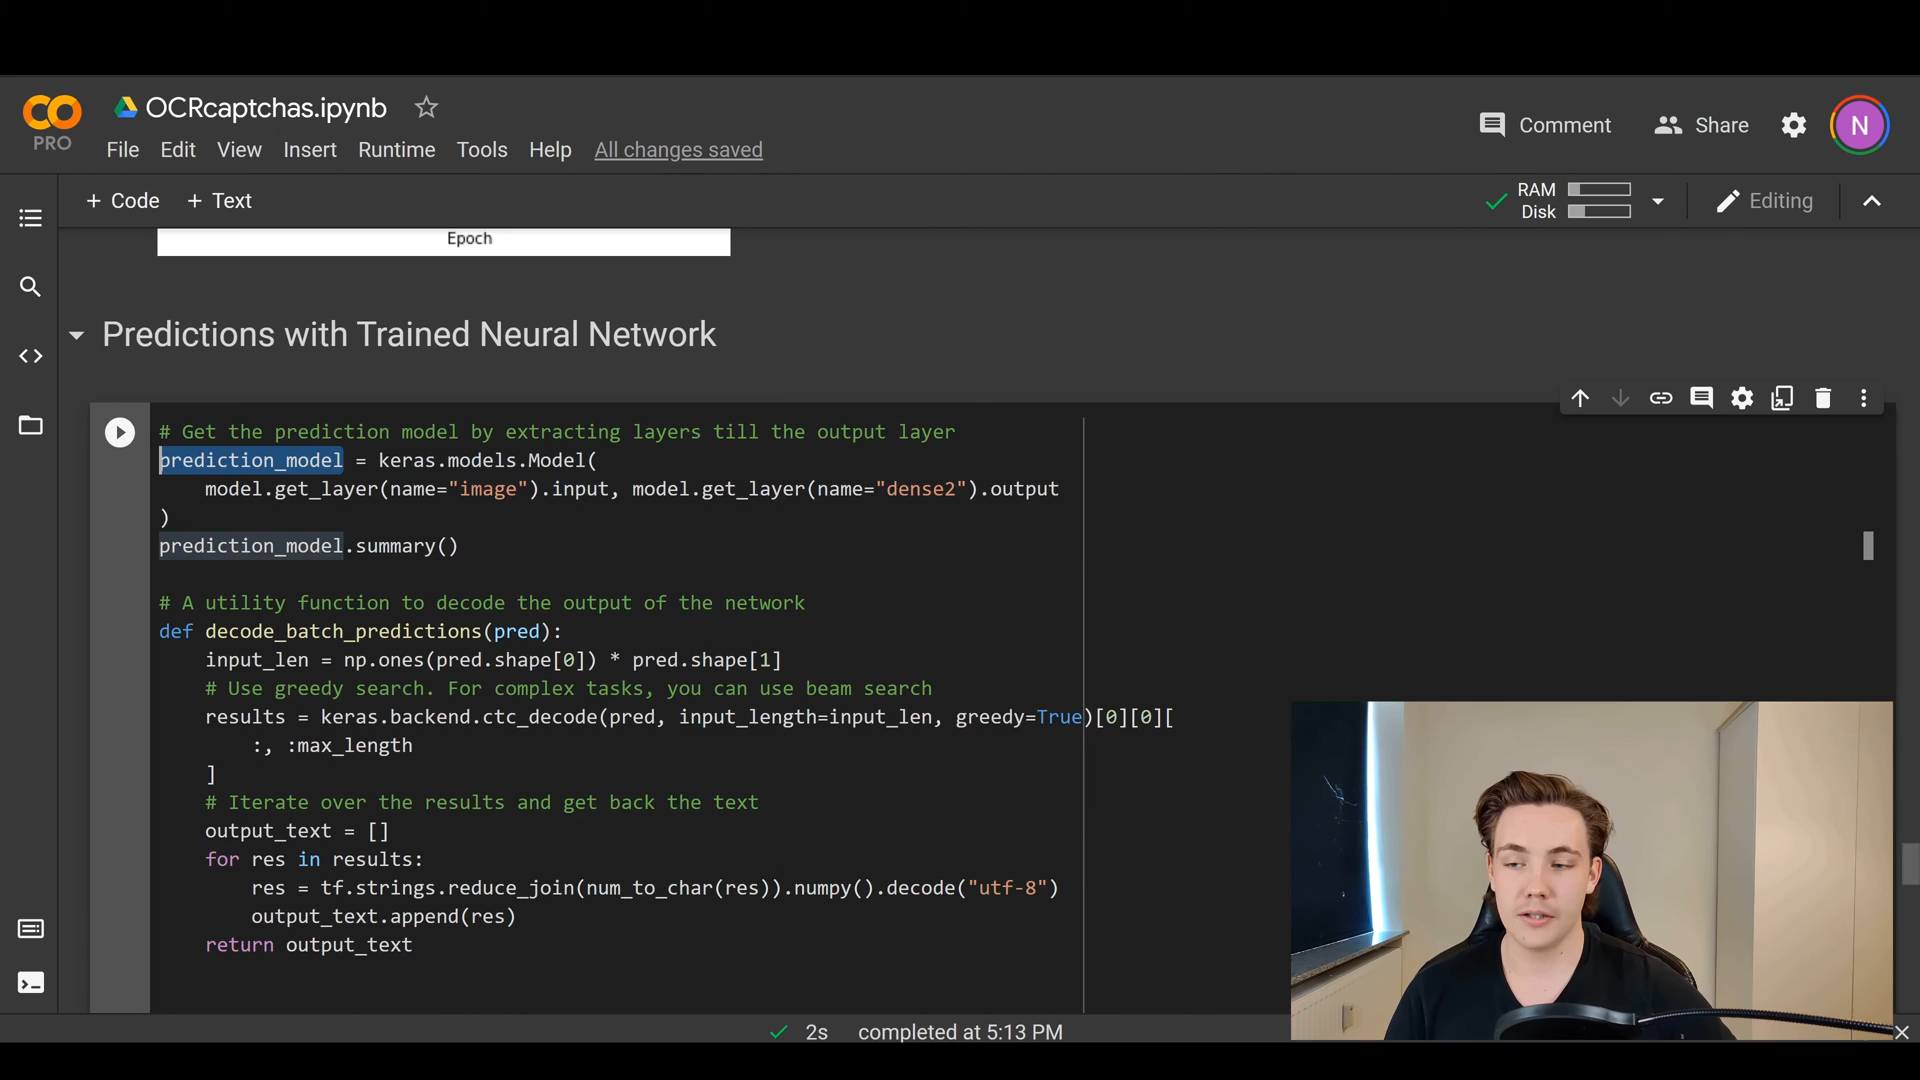 OCRcaptchas.ipynb
PRO
File Edit View Insert Runtime Tools Help All changes saved
Comment Share N
+ Code + Text
RAM
Disk
Editing
Epoch
Predictions with Trained Neural Network
# Get the prediction model by extracting layers till the output layer
prediction_model = keras.models.Model(
model.get_layer(name="image").input, model.get_layer(name="dense2").output
)
prediction_model.summary()
# A utility function to decode the output of the network
def decode_batch_predictions(pred):
input_len = np.ones(pred.shape[0]) * pred.shape[1]
# Use greedy search. For complex tasks, you can use beam search
results = keras.backend.ctc_decode(pred, input_length=input_len, greedy=True)[0][0][
:, :max_length
]
# Iterate over the results and get back the text
output_text = []
for res in results:
res = tf.strings.reduce_join(num_to_char(res)).numpy().decode("utf-8")
output_text.append(res)
return output_text
2s completed at 5:13 PM